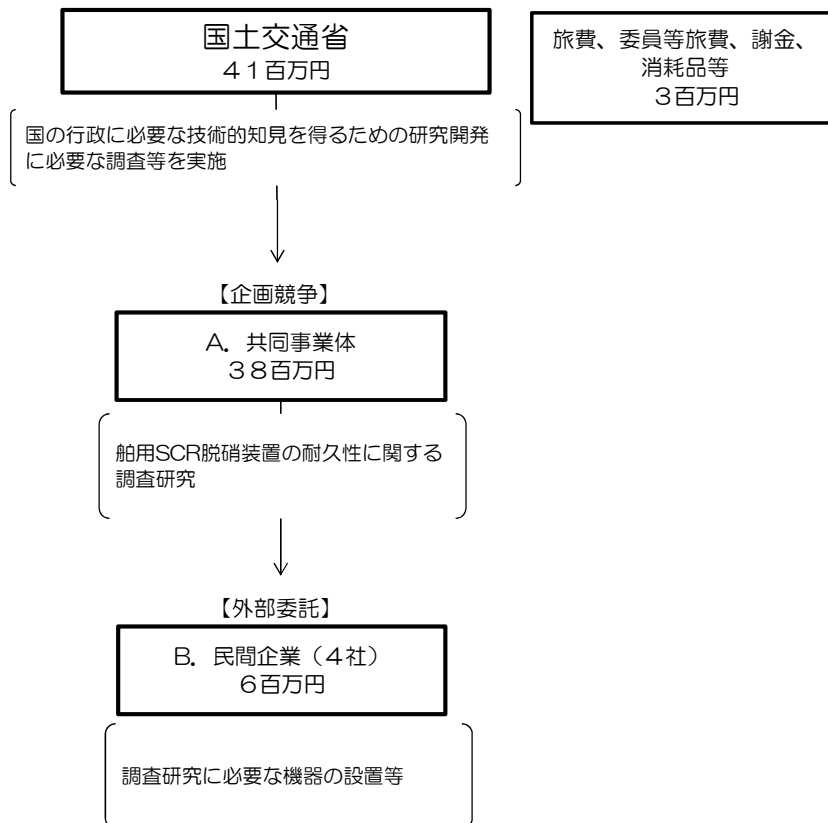 国土交通省
４１百万円
旅費、委員等旅費、謝金、
消耗品等
３百万円
国の行政に必要な技術的知見を得るための研究開発
に必要な調査等を実施
【企画競争】
A．共同事業体
３８百万円
舶用SCR脱硝装置の耐久性に関する
調査研究
【外部委託】
B．民間企業（４社）
６百万円
調査研究に必要な機器の設置等